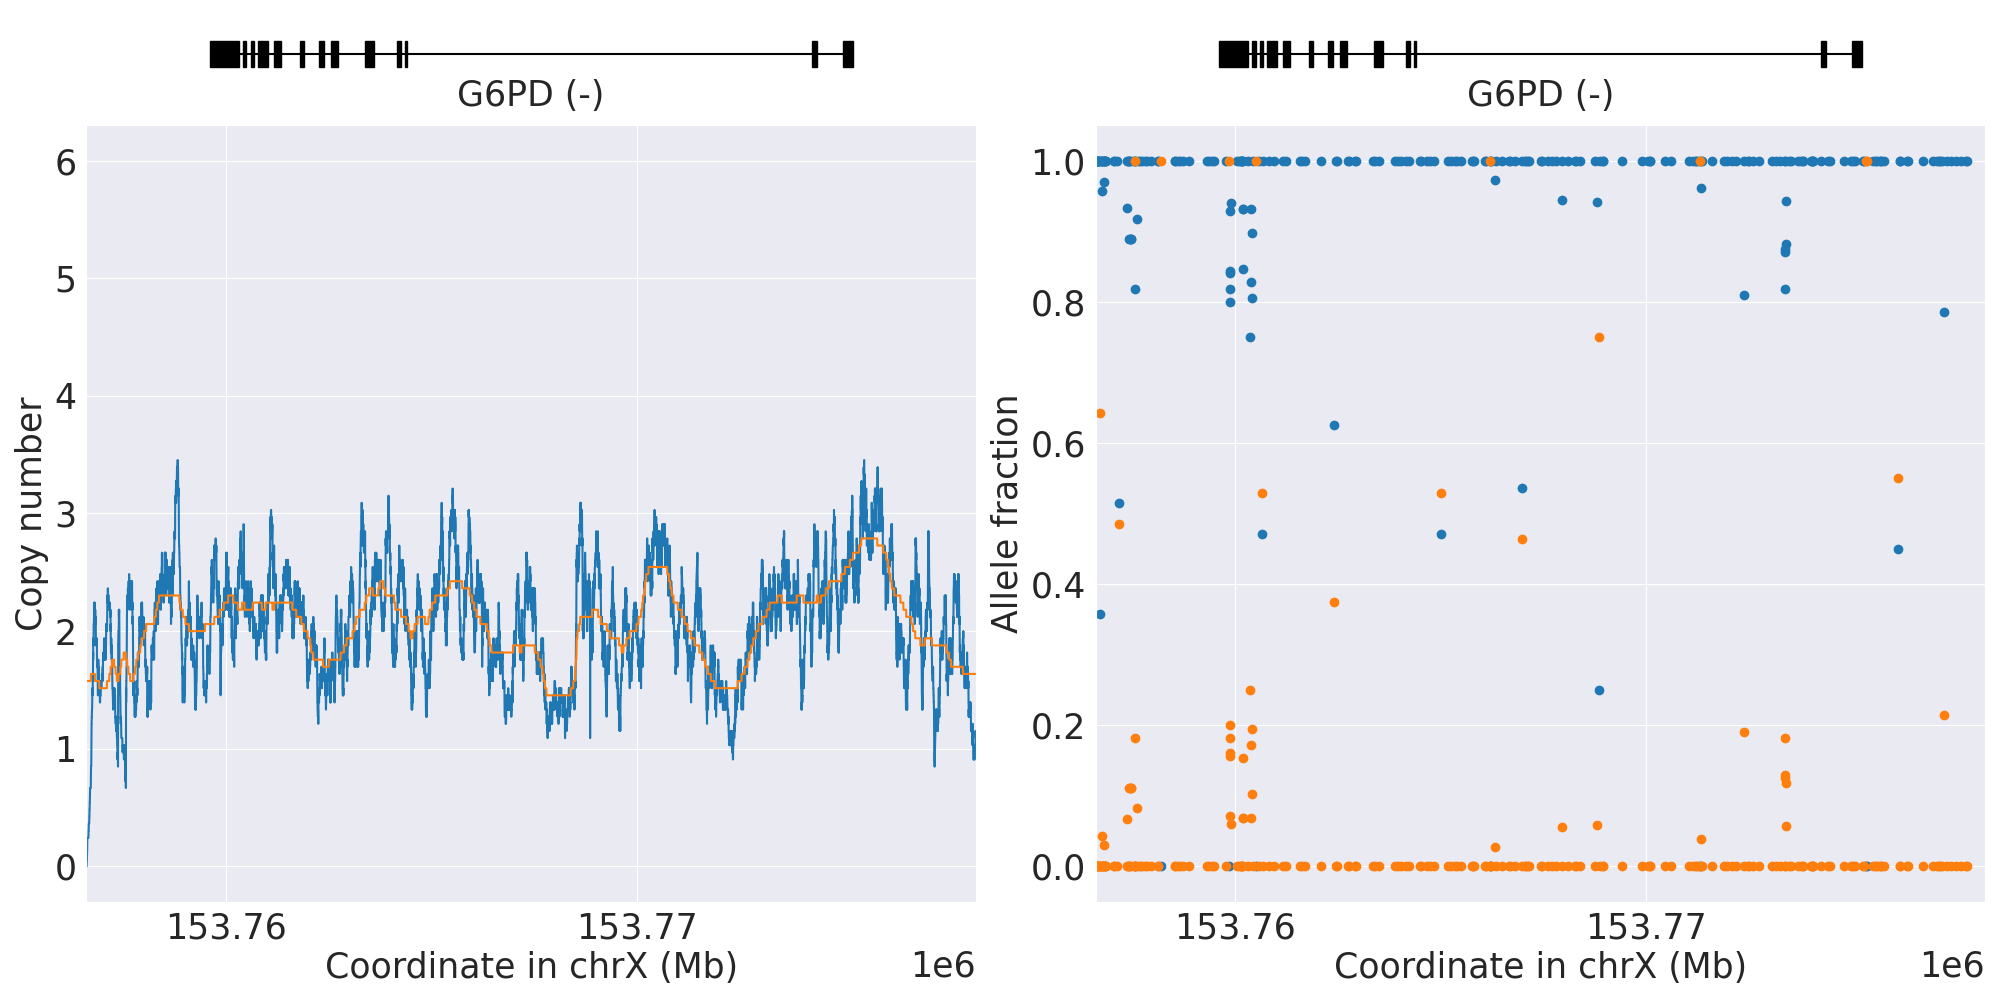 G6PD (-)
6
5
4
3
2
1
0
Copy number
153.76
153.77
Coordinate in chrX (Mb)
1e6
G6PD (-)
1.0
0.8
0.6
0.4
0.2
0.0
Allele fraction
153.76
153.77
Coordinate in chrX (Mb)
1e6